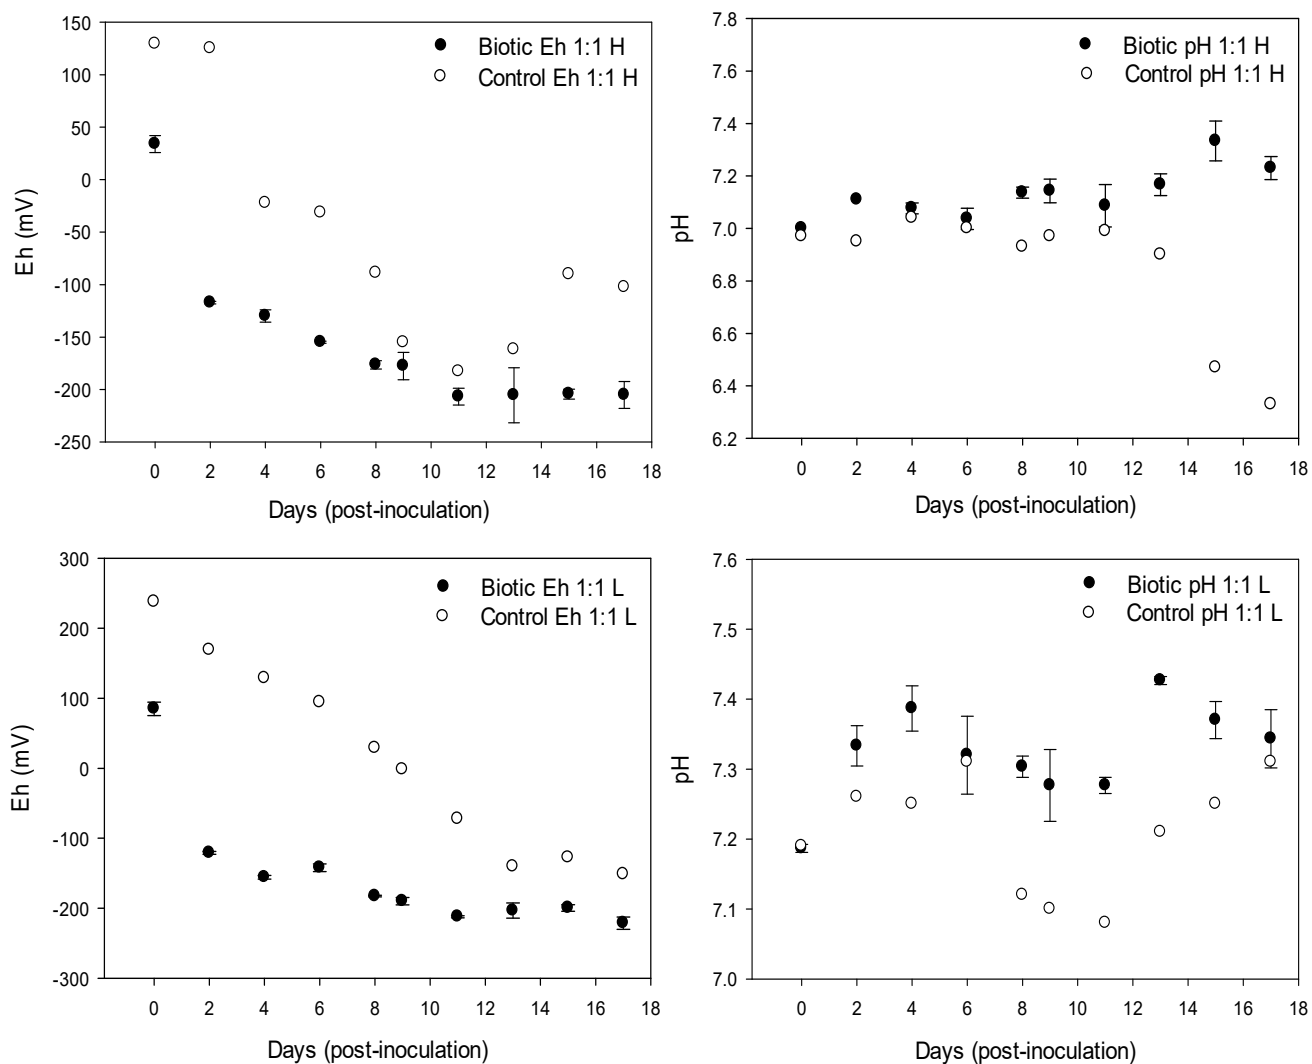 150
100
50
0
-50
-100
-150
-200
-250
Eh (mV)
Biotic Eh 1:1 H
Control Eh 1:1 H
0 2 4 6 8 10 12 14 16 18
Days (post-inoculation)
7.8
7.6
7.4
7.2
7.0
6.8
6.6
6.4
6.2
pH
Biotic pH 1:1 H
Control pH 1:1 H
0 2 4 6 8 10 12 14 16 18
Days (post-inoculation)
300
200
100
0
-100
-200
-300
Eh (mV)
Biotic Eh 1:1 L
Control Eh 1:1 L
0 2 4 6 8 10 12 14 16 18
Days (post-inoculation)
7.6
7.5
7.4
7.3
7.2
7.1
7.0
pH
Biotic pH 1:1 L
Control pH 1:1 L
0 2 4 6 8 10 12 14 16 18
Days (post-inoculation)